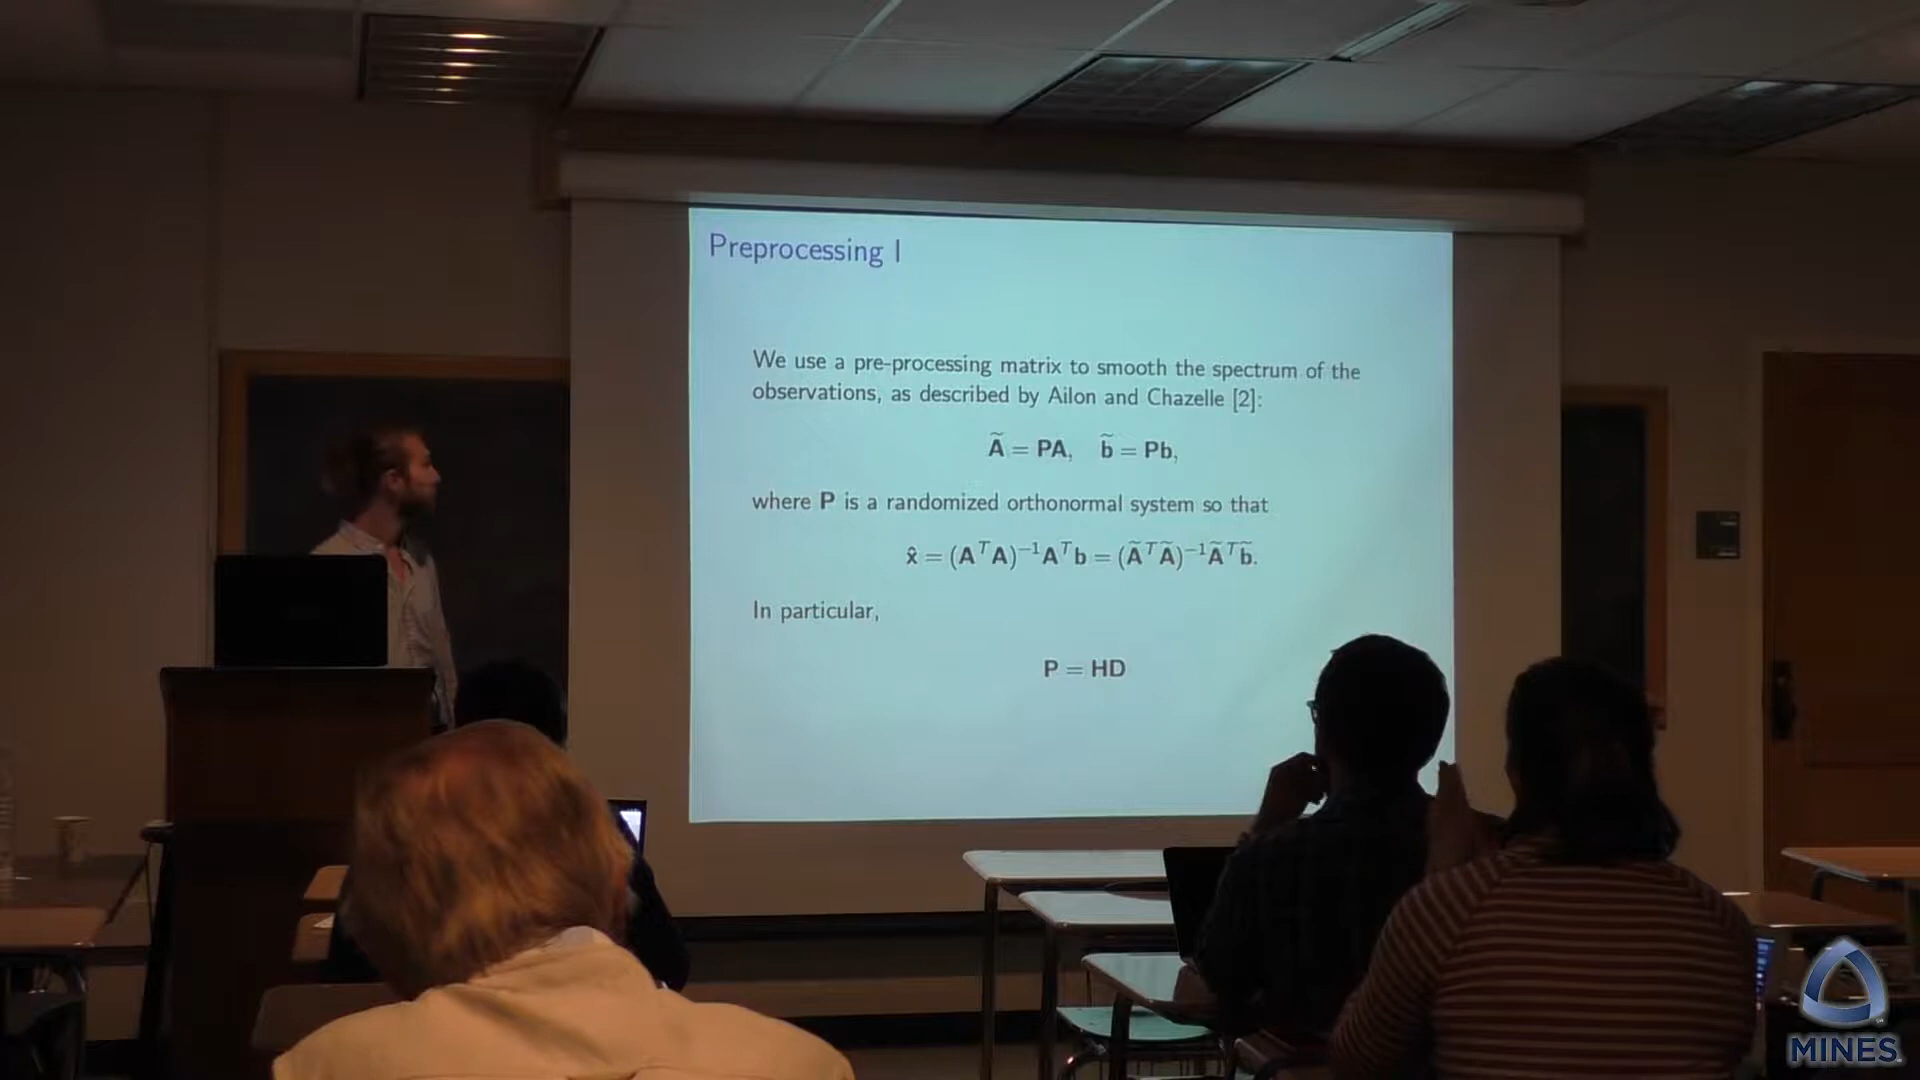 Preprocessing I
We use a pre-processing matrix to smooth the spectrum of the
observations, as described by Ailon and Chazelle [2]:
Ã = PA, b̃ = Pb,
where P is a randomized orthonormal system so that
x̂ = (AᵀA)⁻¹Aᵀb = (ÃᵀÃ)⁻¹Ãᵀb̃.
In particular,
P = HD
MINES